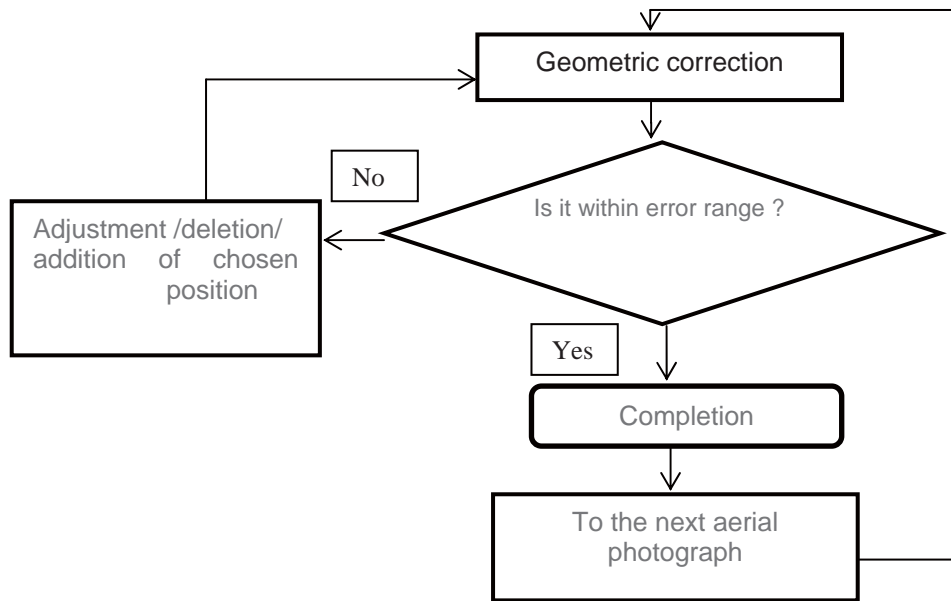 Geometric correction
No
Is it within error range ?
Adjustment /deletion/
addition of chosen
position
Yes
Completion
To the next aerial
photograph